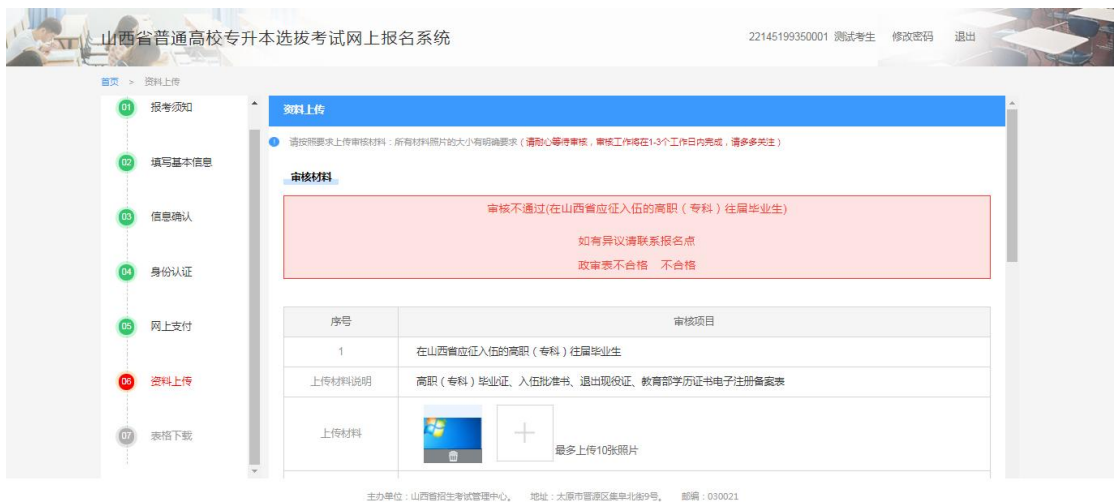 山西省普通高校专升本选拔考试网上报名系统
22145199350001 测试考生 修改密码 退出
首页 > 资料上传
01 报考须知
02 填写基本信息
03 信息确认
04 身份认证
05 网上支付
06 资料上传
07 表格下载
资料上传
请按照要求上传审核材料：所有材料照片的大小有明确要求（请耐心等待审核，审核工作将在1-3个工作日内完成，请多多关注）
审核材料
审核不通过(在山西省应征入伍的高职（专科）往届毕业生)
如有异议请联系报名点
政审表不合格 不合格
序号 审核项目
1 在山西省应征入伍的高职（专科）往届毕业生
上传材料说明 高职（专科）毕业证、入伍批准书、退出现役证、教育部学历证书电子注册备案表
上传材料 最多上传10张照片
主办单位：山西省招生考试管理中心。 地址：太原市晋源区集阜北街9号。 邮编：030021